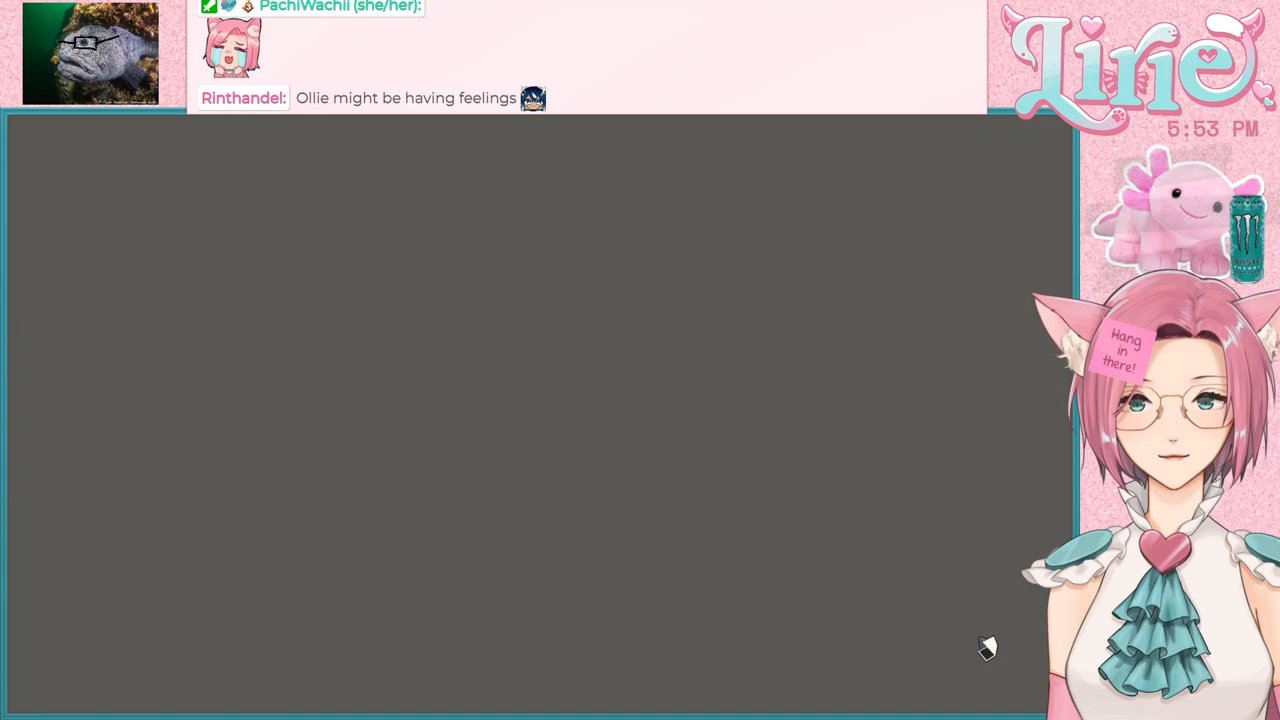 PachiWachii (she/her):
Rinthandel: Ollie might be having feelings
Lirie
5:53 PM
Hang
in
there!